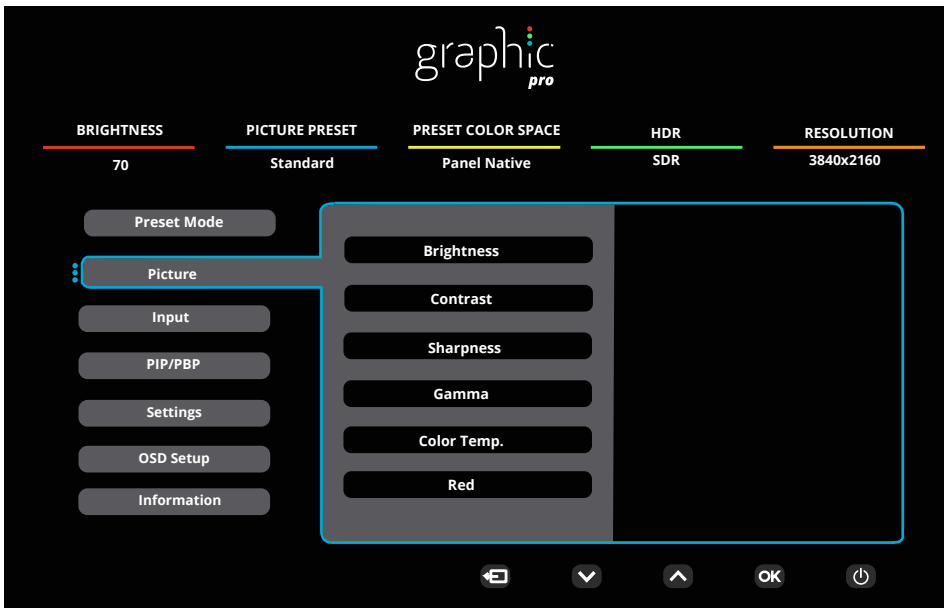 graphic
pro
BRIGHTNESS PICTURE PRESET PRESET COLOR SPACE HDR RESOLUTION
70 Standard Panel Native SDR 3840x2160
Preset Mode
Picture
Input
PIP/PBP
Settings
OSD Setup
Information
Brightness
Contrast
Sharpness
Gamma
Color Temp.
Red
OK